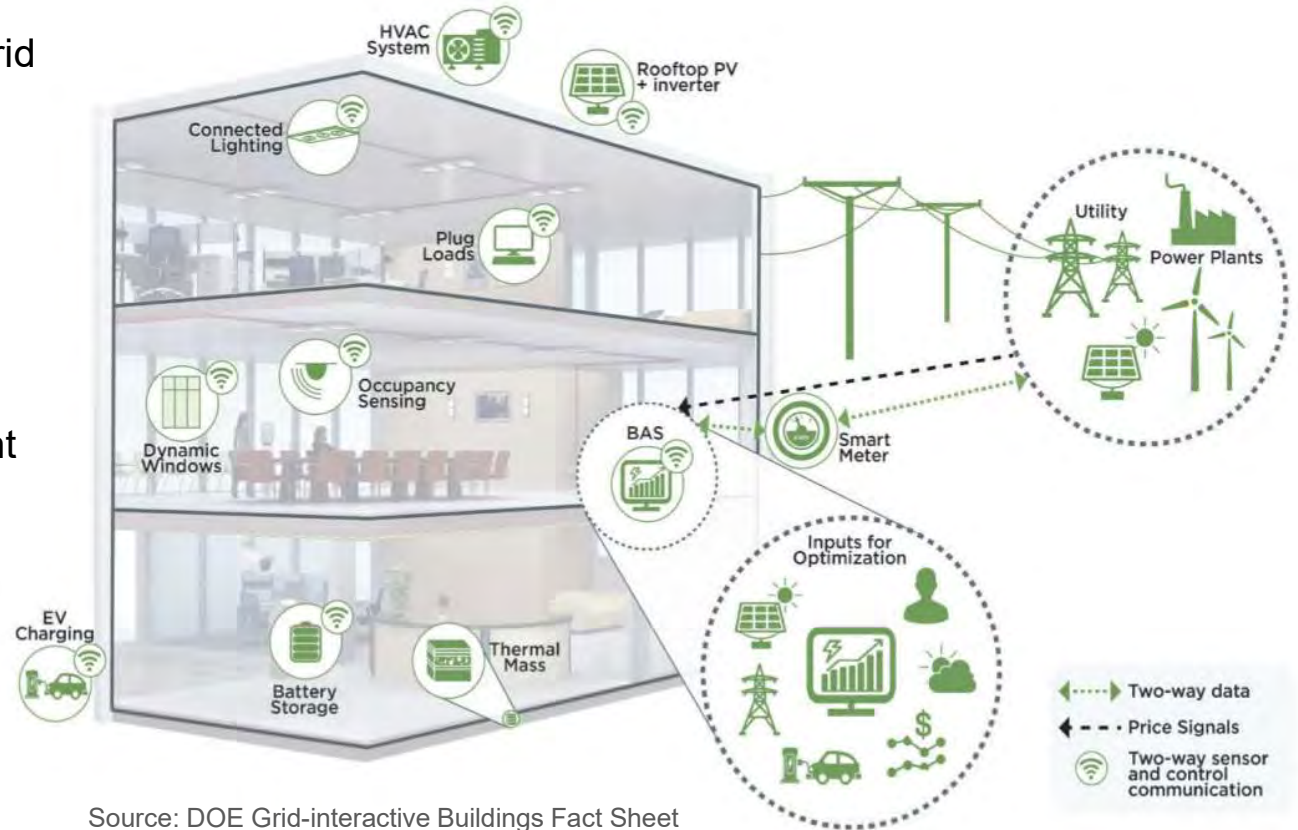 rid
nt
HVAC
System
Rooftop PV
+ inverter
Connected
Lighting
Plug
Loads
Utility
Power Plants
Occupancy
Sensing
Dynamic
Windows
BAS
Smart
Meter
Inputs for
Optimization
$
EV
Charging
Battery
Storage
Thermal
Mass
Two-way data
Price Signals
Two-way sensor
and control
communication
Source: DOE Grid-interactive Buildings Fact Sheet